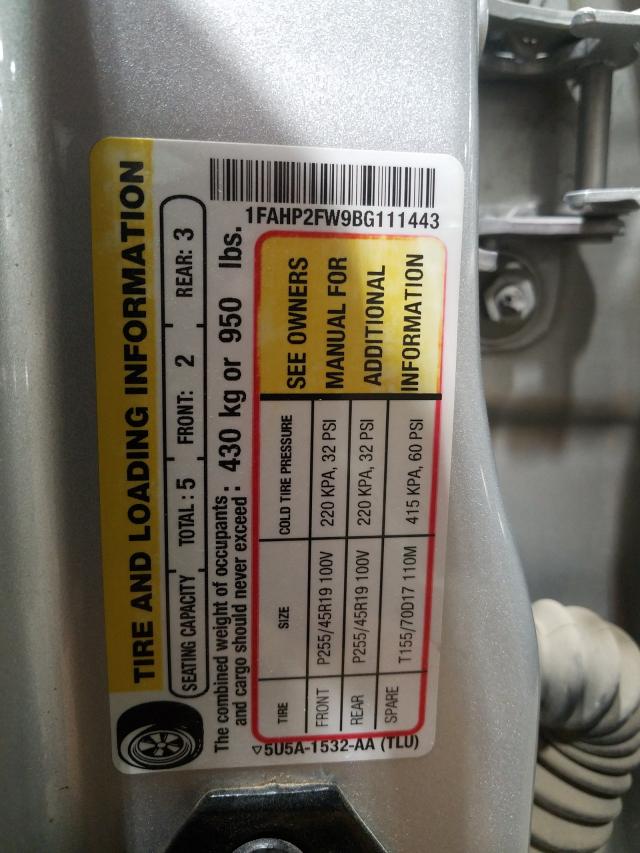 TIRE AND LOADING INFORMATION
SEATING CAPACITY TOTAL : 5 FRONT: 2 REAR: 3
The combined weight of occupants
and cargo should never exceed : 430 kg or 950 lbs.
TIRE SIZE COLD TIRE PRESSURE
FRONT P255/45R19 100V 220 KPA, 32 PSI
REAR P255/45R19 100V 220 KPA, 32 PSI
SPARE T155/70D17 110M 415 KPA, 60 PSI
SEE OWNERS
MANUAL FOR
ADDITIONAL
INFORMATION
5U5A-1532-AA (TLU)
1FAHP2FW9BG111443